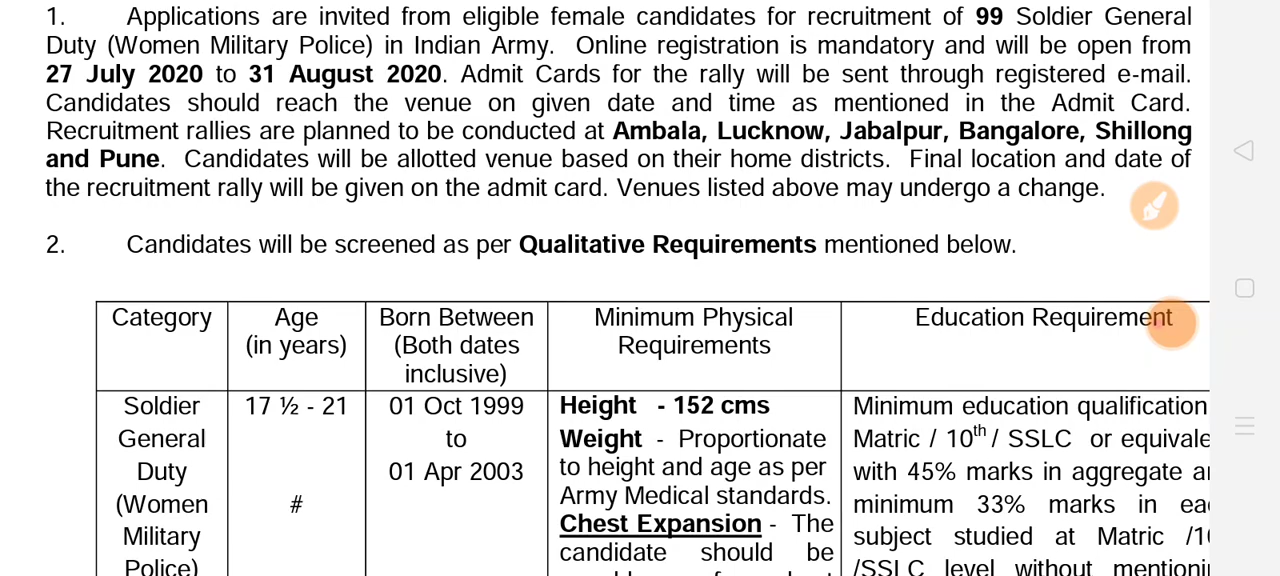 1. Applications are invited from eligible female candidates for recruitment of 99 Soldier General
Duty (Women Military Police) in Indian Army. Online registration is mandatory and will be open from
27 July 2020 to 31 August 2020. Admit Cards for the rally will be sent through registered e-mail.
Candidates should reach the venue on given date and time as mentioned in the Admit Card.
Recruitment rallies are planned to be conducted at Ambala, Lucknow, Jabalpur, Bangalore, Shillong
and Pune. Candidates will be allotted venue based on their home districts. Final location and date of
the recruitment rally will be given on the admit card. Venues listed above may undergo a change.
2. Candidates will be screened as per Qualitative Requirements mentioned below.
Category
Age
(in years)
Born Between
(Both dates
inclusive)
Minimum Physical
Requirements
Education Requirement
Soldier
General
Duty
(Women
Military
Police)
17 ½ - 21
#
01 Oct 1999
to
01 Apr 2003
Height - 152 cms
Weight - Proportionate
to height and age as per
Army Medical standards.
Chest Expansion - The
candidate should be
Minimum education qualification
Matric / 10th / SSLC or
with 45% marks in aggregate
minimum 33% marks in
subject studied at Matric
/SSLC level without